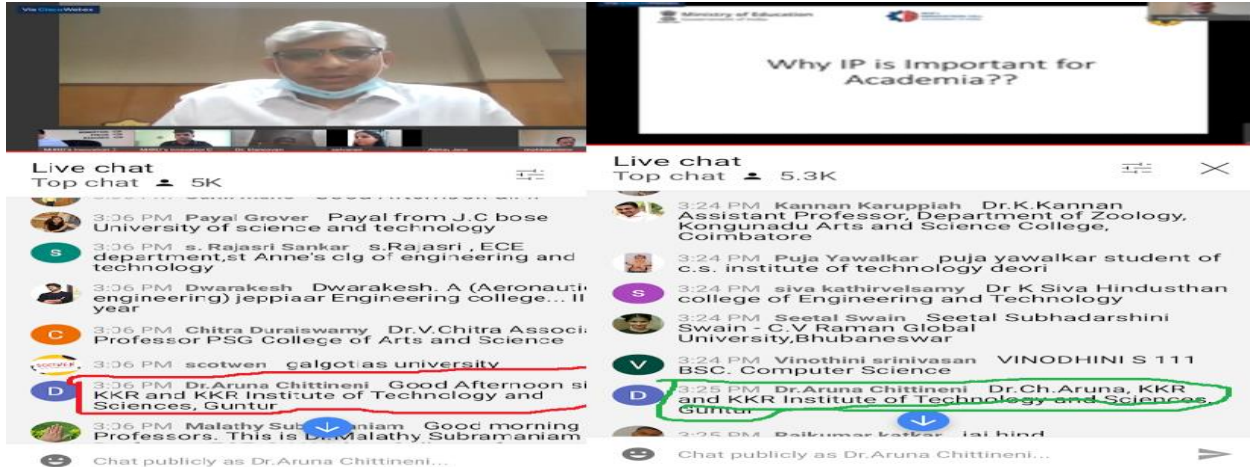 Via Cisco Webex
Live chat
Top chat 5K
3:06 PM Payal Grover Payal from J.C bose
University of science and technology
S
3:06 PM s. Rajasri Sankar s.Rajasri , ECE
department,st Anne's clg of engineering and
technology
3:06 PM Dwarakesh Dwarakesh. A (Aeronautic
engineering) jeppiaar Engineering college... II
year
C
3:06 PM Chitra Duraiswamy Dr.V.Chitra Associ
Professor PSG College of Arts and Science
3:06 PM scotwen galgotias university
D
3:06 PM Dr.Aruna Chittineni Good Afternoon si
KKR and KKR Institute of Technology and
Sciences, Guntur
3:06 PM Malathy Sub aniam Good morning
Professors. This is Dr.Malathy Subramaniam
Chat publicly as Dr.Aruna Chittineni...
Ministry of Education
Government of India
Why IP is Important for
Academia??
Live chat
Top chat 5.3K
3:24 PM Kannan Karuppiah Dr.K.Kannan
Assistant Professor, Department of Zoology,
Kongunadu Arts and Science College,
Coimbatore
3:24 PM Puja Yawalkar puja yawalkar student of
c.s. institute of technology deori
S
3:24 PM siva kathirvelsamy Dr K Siva Hindusthan
college of Engineering and Technology
3:24 PM Seetal Swain Seetal Subhadarshini
Swain - C.V Raman Global
University,Bhubaneswar
V
3:24 PM Vinothini srinivasan VINODHINI S 111
BSC. Computer Science
D
3:25 PM Dr.Aruna Chittineni Dr.Ch.Aruna, KKR
and KKR Institute of Technology and Sciences,
Guntur
3:25 PM Rajkumar katkar jai hind
Chat publicly as Dr.Aruna Chittineni...